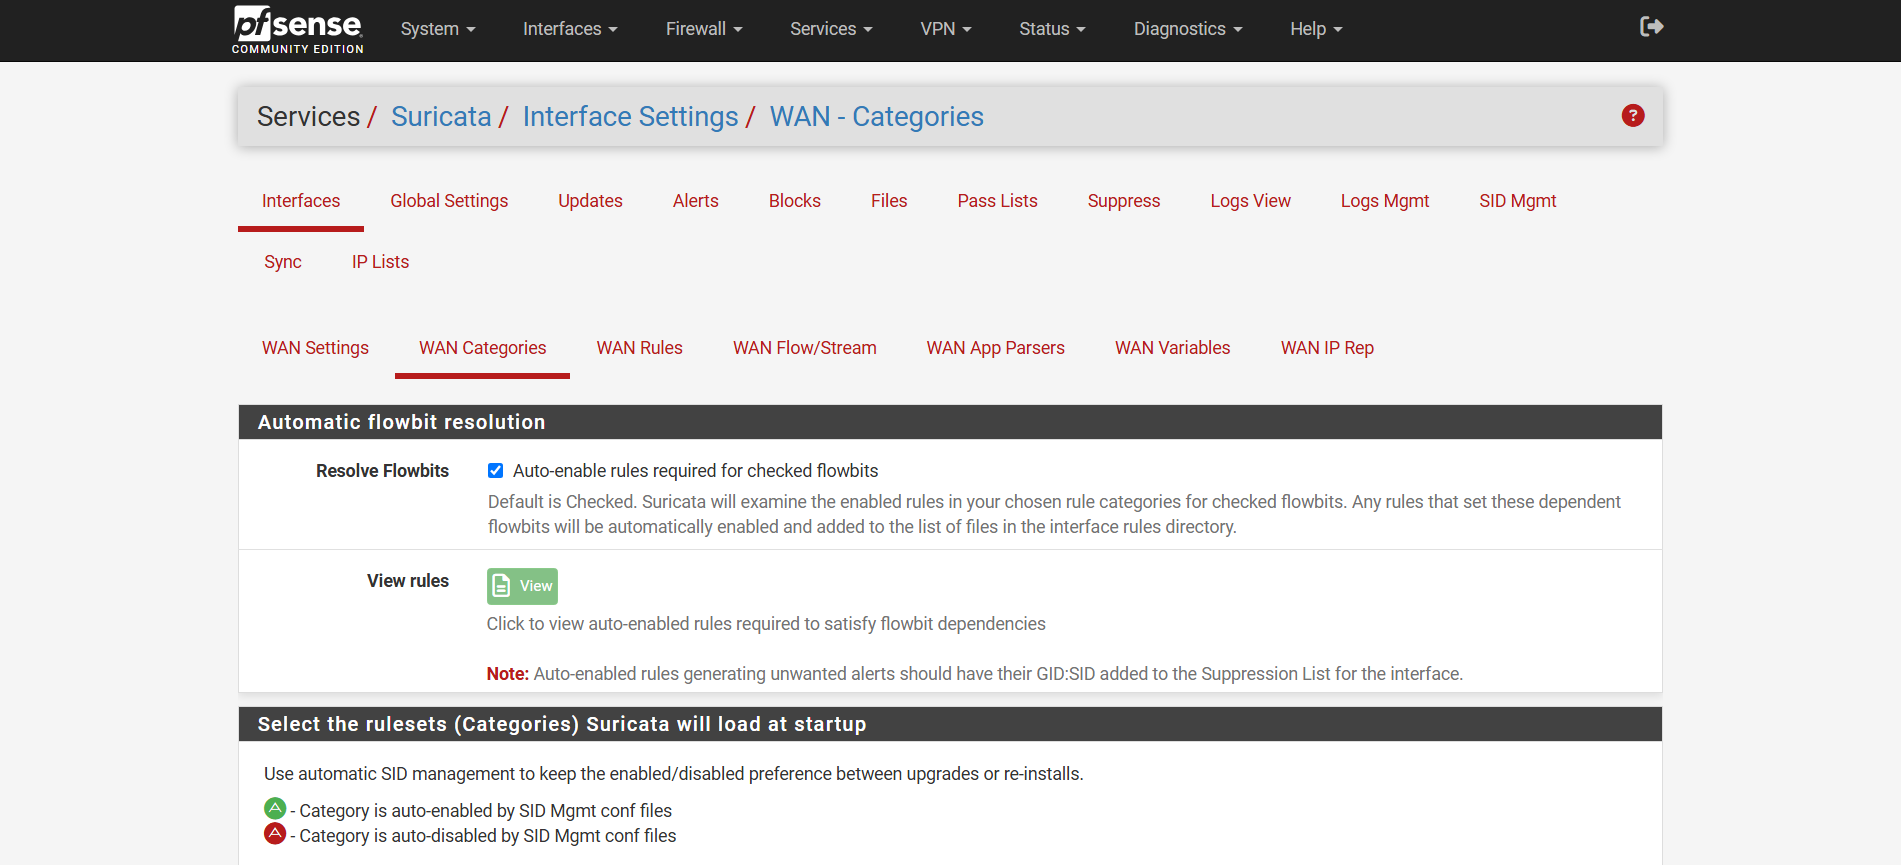 pfsense
COMMUNITY EDITION
System
Interfaces
Firewall
Services
VPN
Status
Diagnostics
Help
Services / Suricata / Interface Settings / WAN - Categories
?
Interfaces
Global Settings
Updates
Alerts
Blocks
Files
Pass Lists
Suppress
Logs View
Logs Mgmt
SID Mgmt
Sync
IP Lists
WAN Settings
WAN Categories
WAN Rules
WAN Flow/Stream
WAN App Parsers
WAN Variables
WAN IP Rep
Automatic flowbit resolution
Resolve Flowbits
Auto-enable rules required for checked flowbits
Default is Checked. Suricata will examine the enabled rules in your chosen rule categories for checked flowbits. Any rules that set these dependent
flowbits will be automatically enabled and added to the list of files in the interface rules directory.
View rules
View
Click to view auto-enabled rules required to satisfy flowbit dependencies
Note: Auto-enabled rules generating unwanted alerts should have their GID:SID added to the Suppression List for the interface.
Select the rulesets (Categories) Suricata will load at startup
Use automatic SID management to keep the enabled/disabled preference between upgrades or re-installs.
- Category is auto-enabled by SID Mgmt conf files
- Category is auto-disabled by SID Mgmt conf files